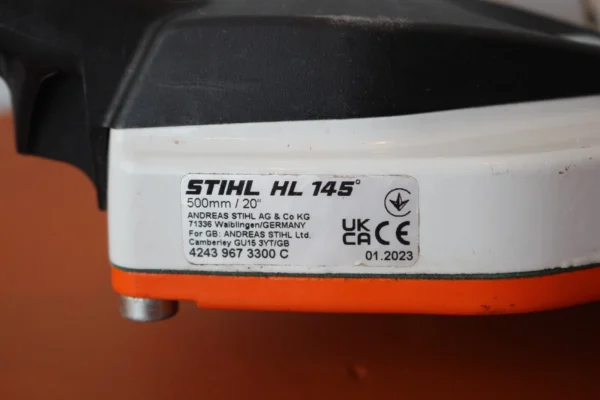 STIHL HL 145°
500mm / 20"
ANDREAS STIHL AG & Co KG
71336 Waiblingen/GERMANY
For GB: ANDREAS STIHL Ltd.
Camberley GU15 3YT/GB
4243 967 3300 C
UK
CA CE
01.2023